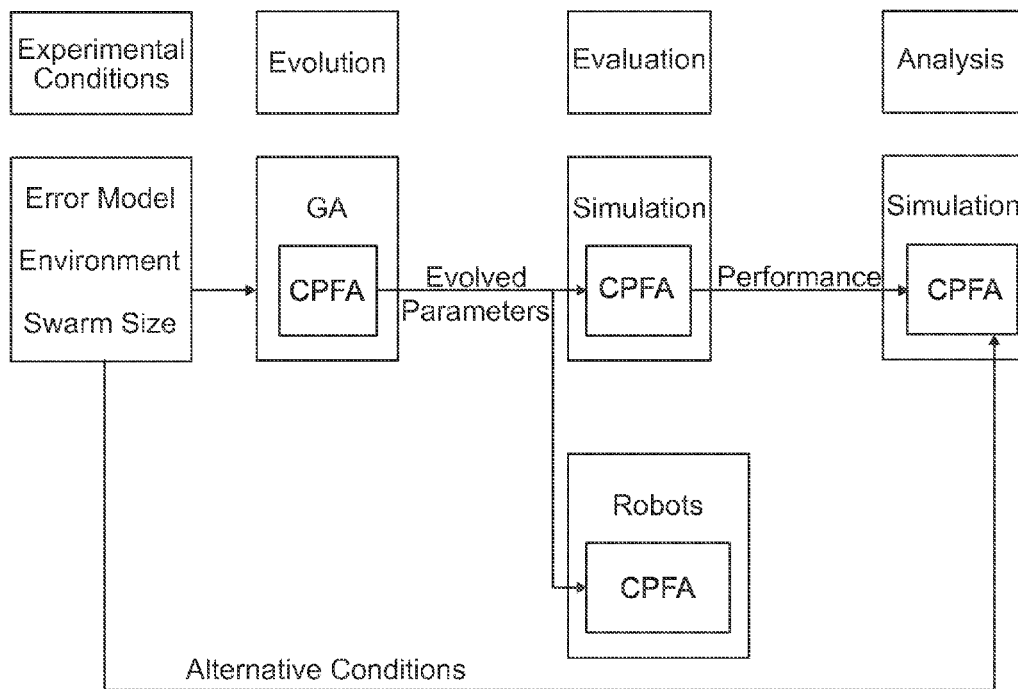 Experimental
Conditions
Evolution
Evaluation
Analysis
Error Model
Environment
Swarm Size
GA
CPFA
Evolved
Parameters
Simulation
CPFA
Performance
Simulation
CPFA
Robots
CPFA
Alternative Conditions